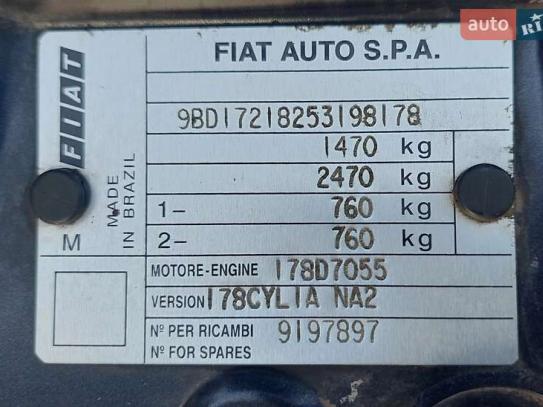 auto RI
FIAT
FIAT AUTO S.P.A.
9BD17218253198178
1470 kg
2470 kg
1- 760 kg
2- 760 kg
MADE
IN BRAZIL
M
MOTORE-ENGINE 178D7055
VERSION 178CYL1A NA2
Nº PER RICAMBI 9197897
Nº FOR SPARES